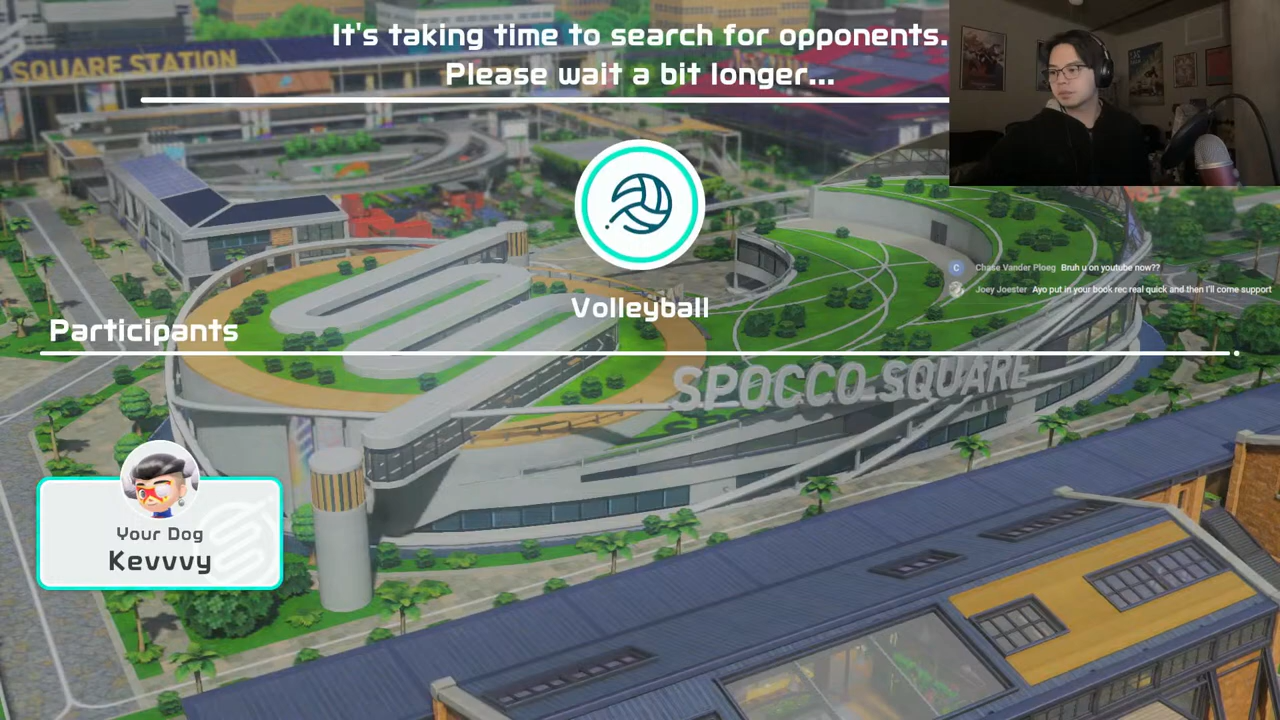 It's taking time to search for opponents.
Please wait a bit longer...
SQUARE STATION
Volleyball
C Chase Vander Ploeg Bruh u on youtube now??
Joey Joester Ayo put in your book rec real quick and then I'll come support
Participants
SPOCCO SQUARE
Your Dog
Kevvvy